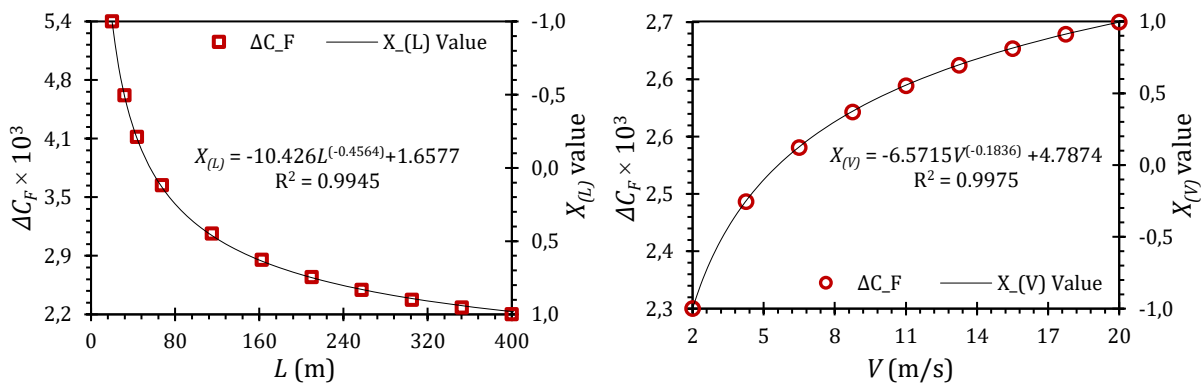 5,4
4,8
4,1
3,5
2,9
2,2
ΔC_F × 10³
0
80
160
240
320
400
L (m)
-1,0
-0,5
0,0
0,5
1,0
X_(L) value
ΔC_F
X_(L) Value
X_(L) = -10.426L^(-0.4564)+1.6577
R² = 0.9945
2,7
2,6
2,6
2,5
2,4
2,3
ΔC_F × 10³
2
5
8
11
14
17
20
V (m/s)
1,0
0,5
0,0
-0,5
-1,0
X_(V) value
X_(V) = -6.5715V^(-0.1836) +4.7874
R² = 0.9975
ΔC_F
X_(V) Value